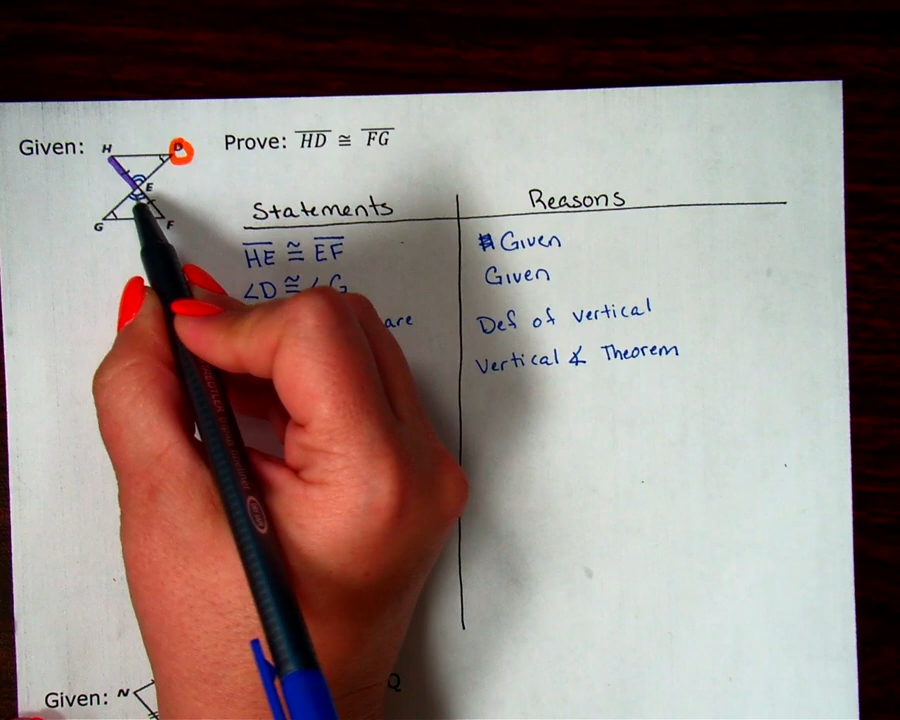 Given: Prove: HD ≅ FG
H D
E
G F
Statements Reasons
HE ≅ EF Given
∠D ≅ ∠G Given
are Def of vertical
Vertical ∡ Theorem
Given: N Q